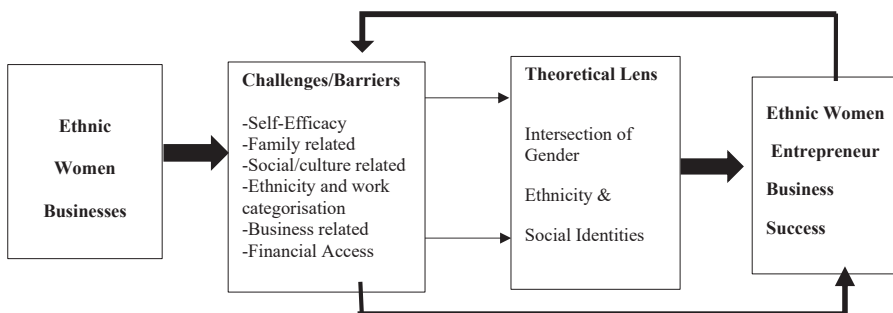 Ethnic
Women
Businesses
Challenges/Barriers
-Self-Efficacy
-Family related
-Social/culture related
-Ethnicity and work
categorisation
-Business related
-Financial Access
Theoretical Lens
Intersection of
Gender
Ethnicity &
Social Identities
Ethnic Women
Entrepreneur
Business
Success